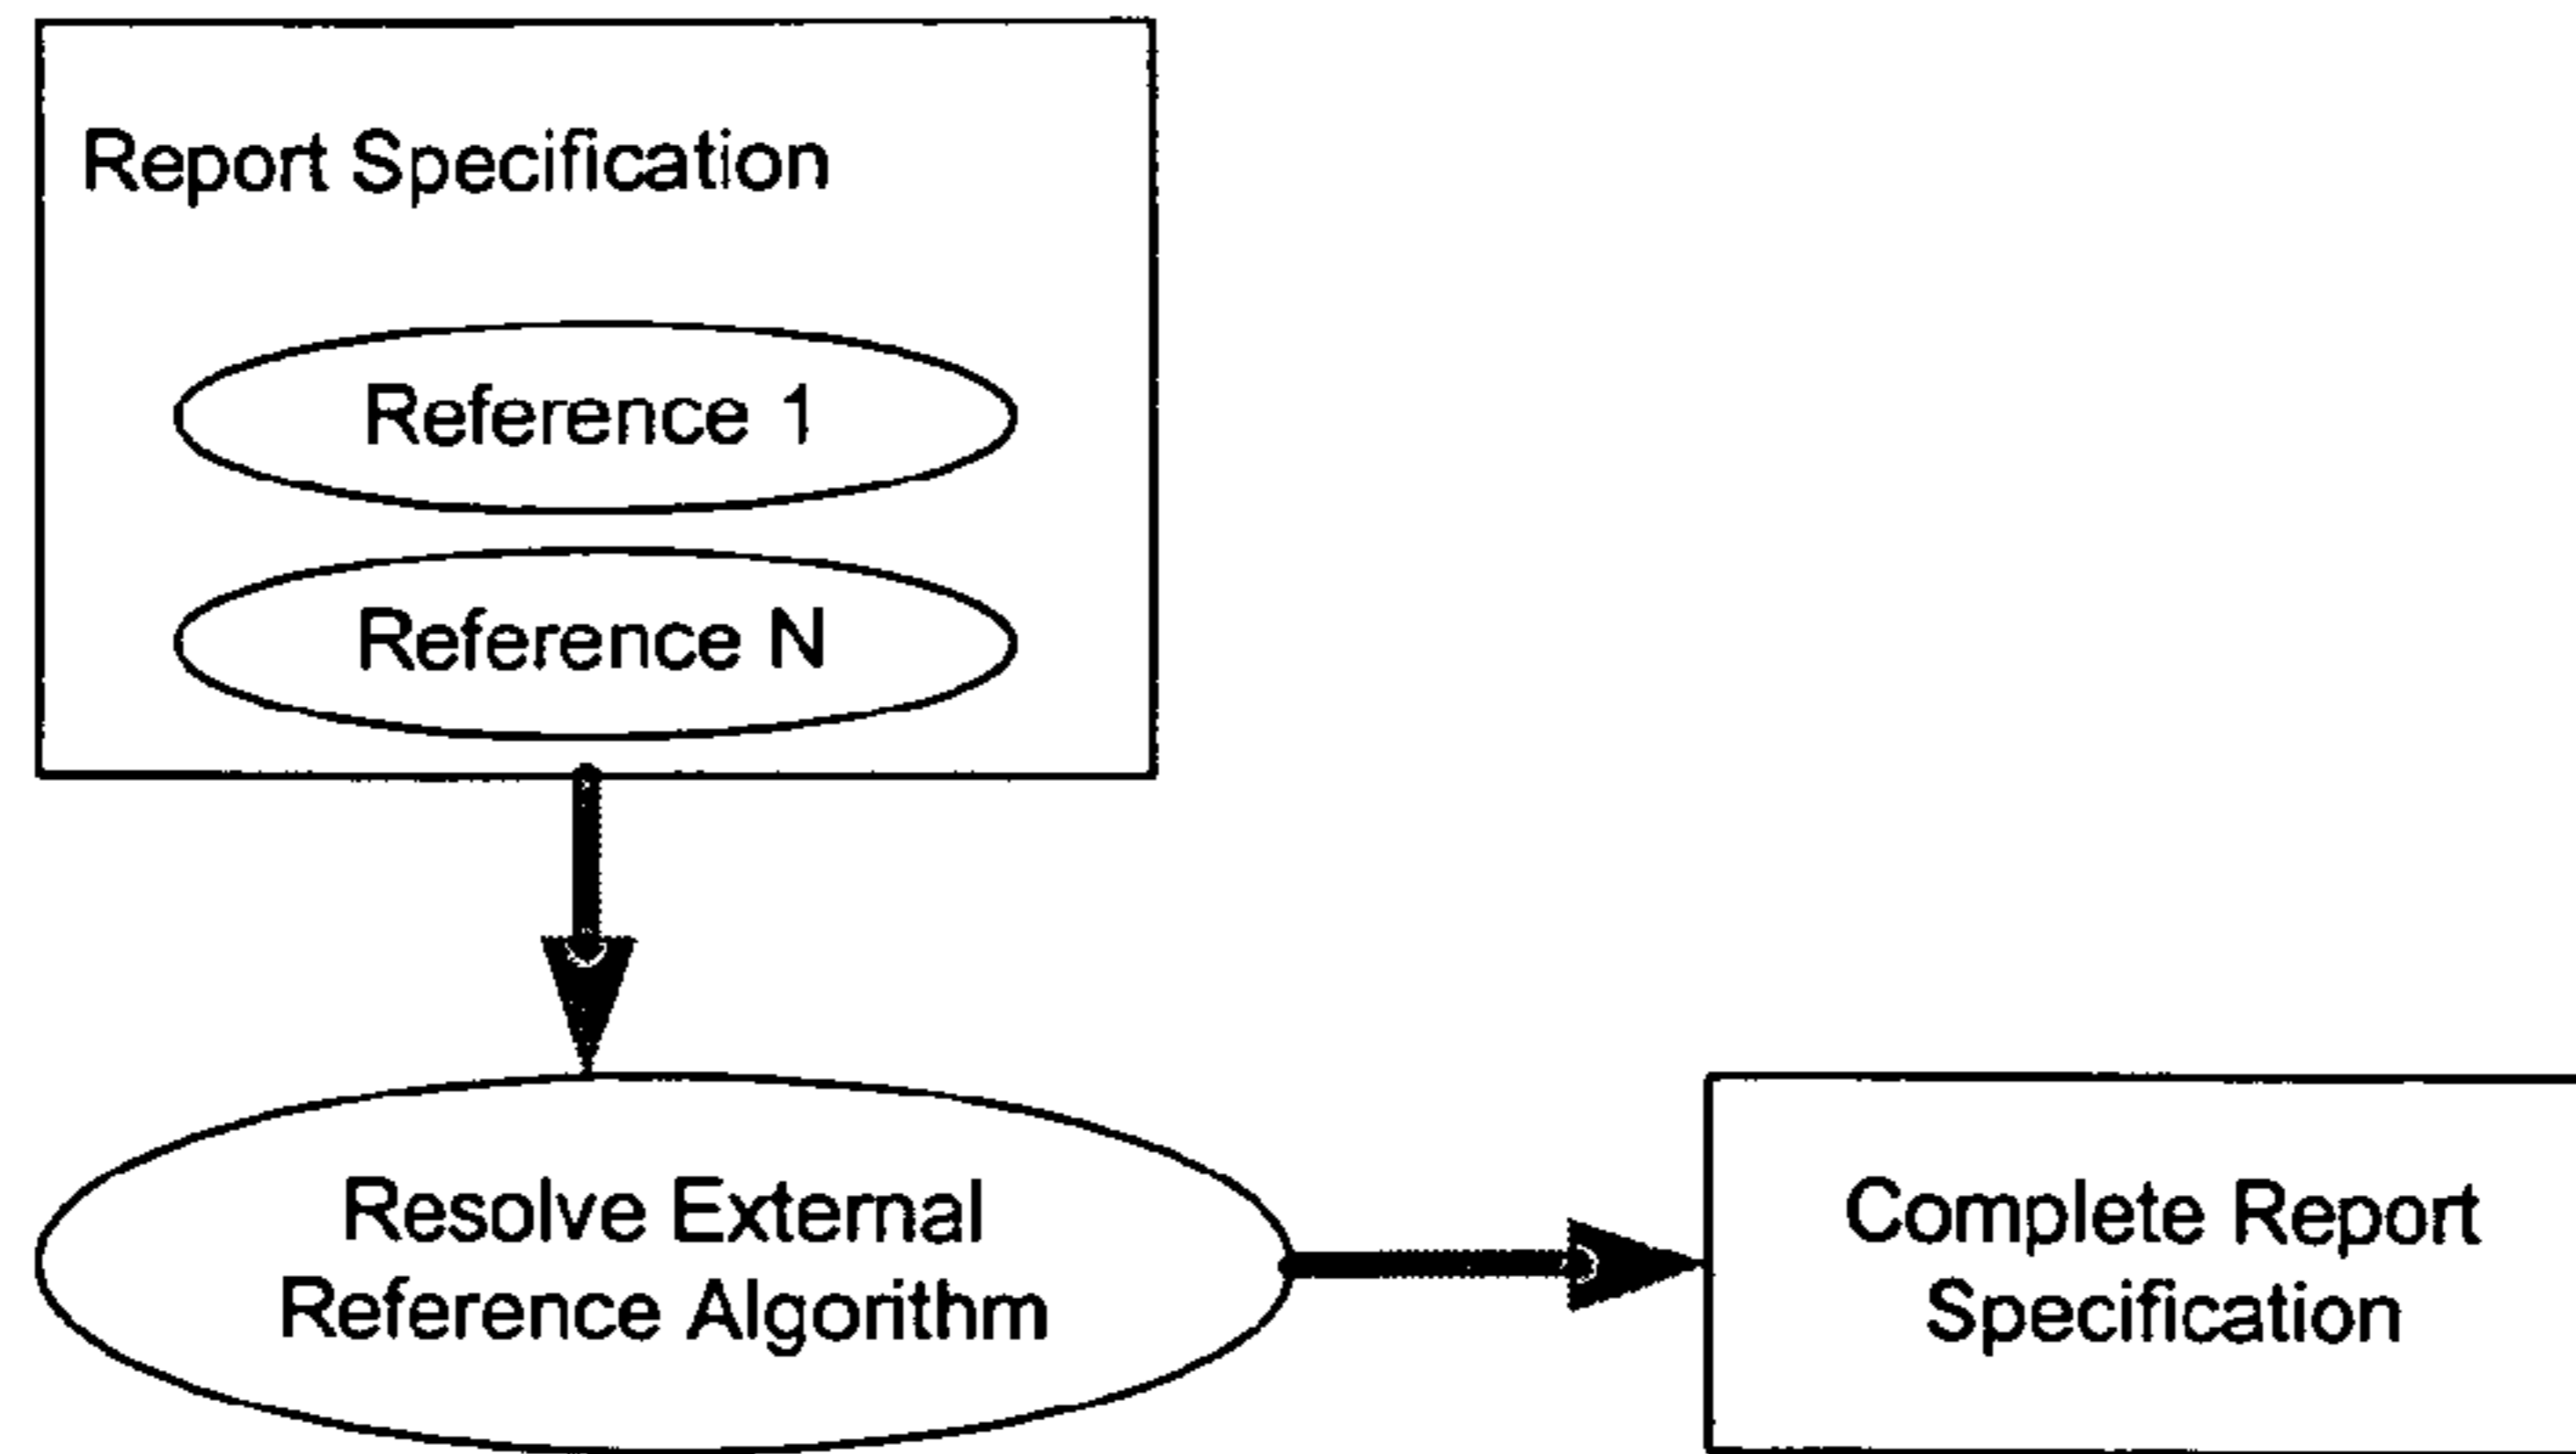 Report Specification
Reference 1
Reference N
Resolve External
Reference Algorithm
Complete Report
Specification